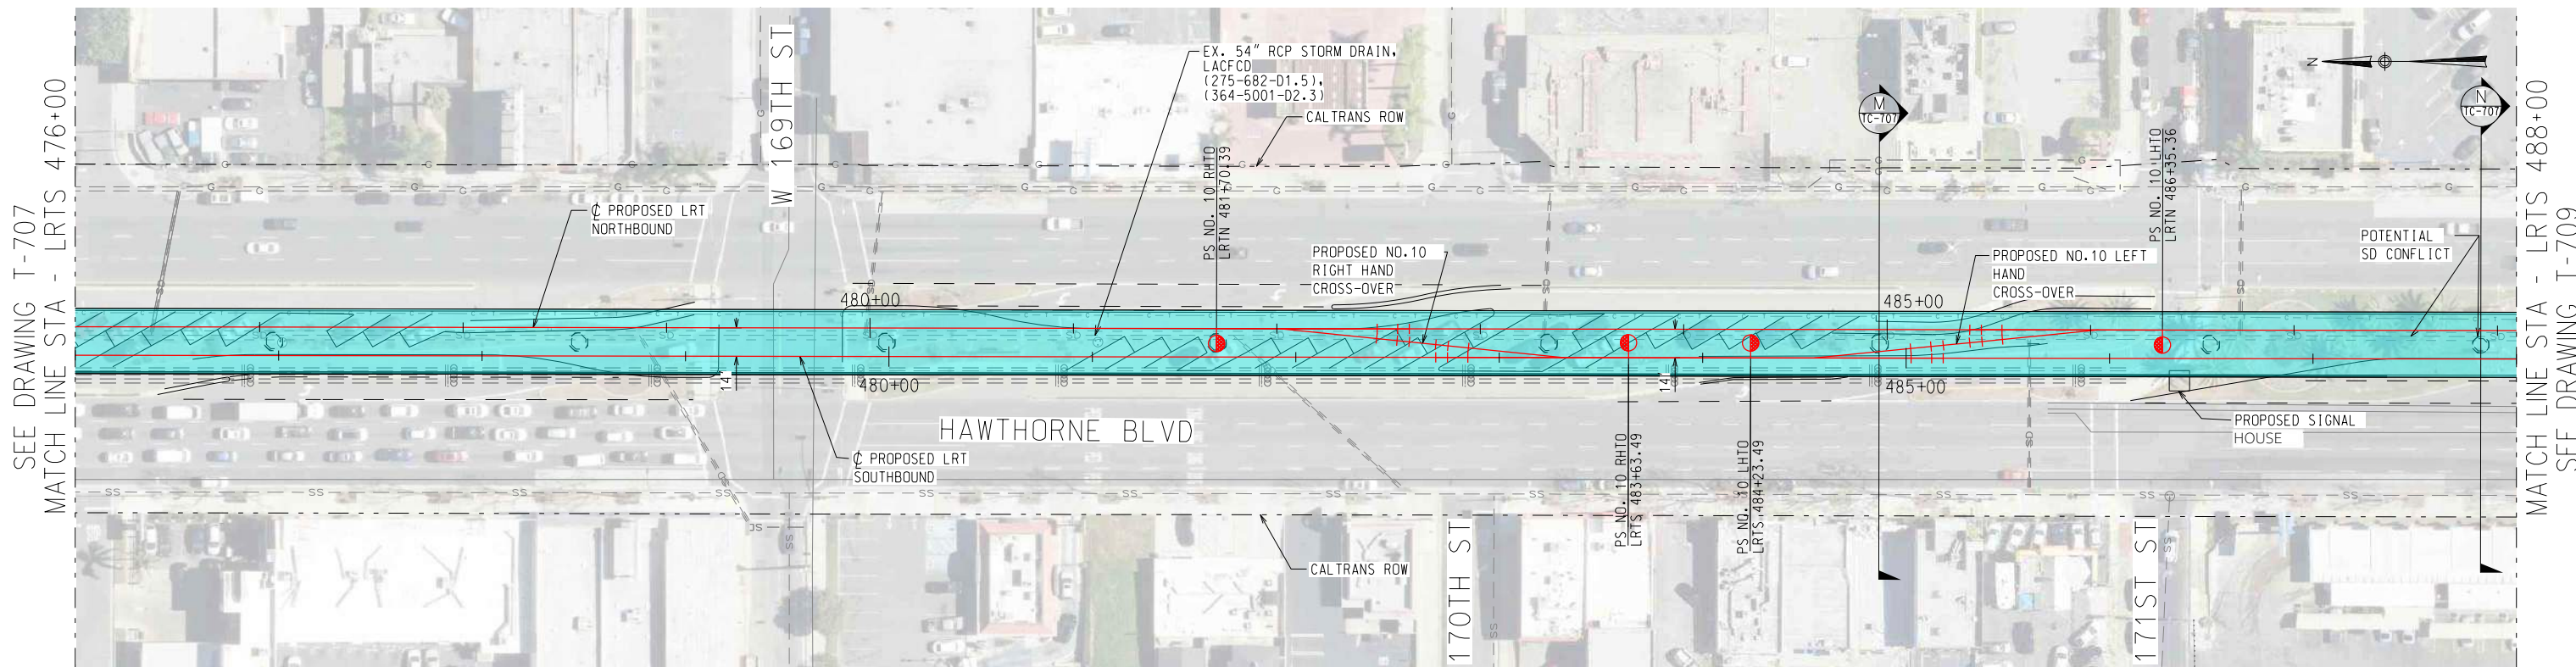 SEE DRAWING T-707
MATCH LINE STA - LRTS 476+00
W 169TH ST
EX. 54" RCP STORM DRAIN,
LACFCD
(275-682-D1.5),
(364-5001-D2.3)
CALTRANS ROW
℄ PROPOSED LRT
NORTHBOUND
PS NO. 10 RHTO
LRTN 481+70.39
PROPOSED NO.10
RIGHT HAND
CROSS-OVER
M
TC-707
PROPOSED NO.10 LEFT
HAND
CROSS-OVER
PS NO. 10 LHTO
LRTN 486+35.36
N
N
TC-707
POTENTIAL
SD CONFLICT
480+00
485+00
480+00
485+00
14'
14'
HAWTHORNE BLVD
℄ PROPOSED LRT
SOUTHBOUND
PS NO. 10 RHTO
LRTS 483+63.49
PS NO. 10 LHTO
LRTS 484+23.49
PROPOSED SIGNAL
HOUSE
CALTRANS ROW
170TH ST
171ST ST
MATCH LINE STA - LRTS 488+00
SEE DRAWING T-709